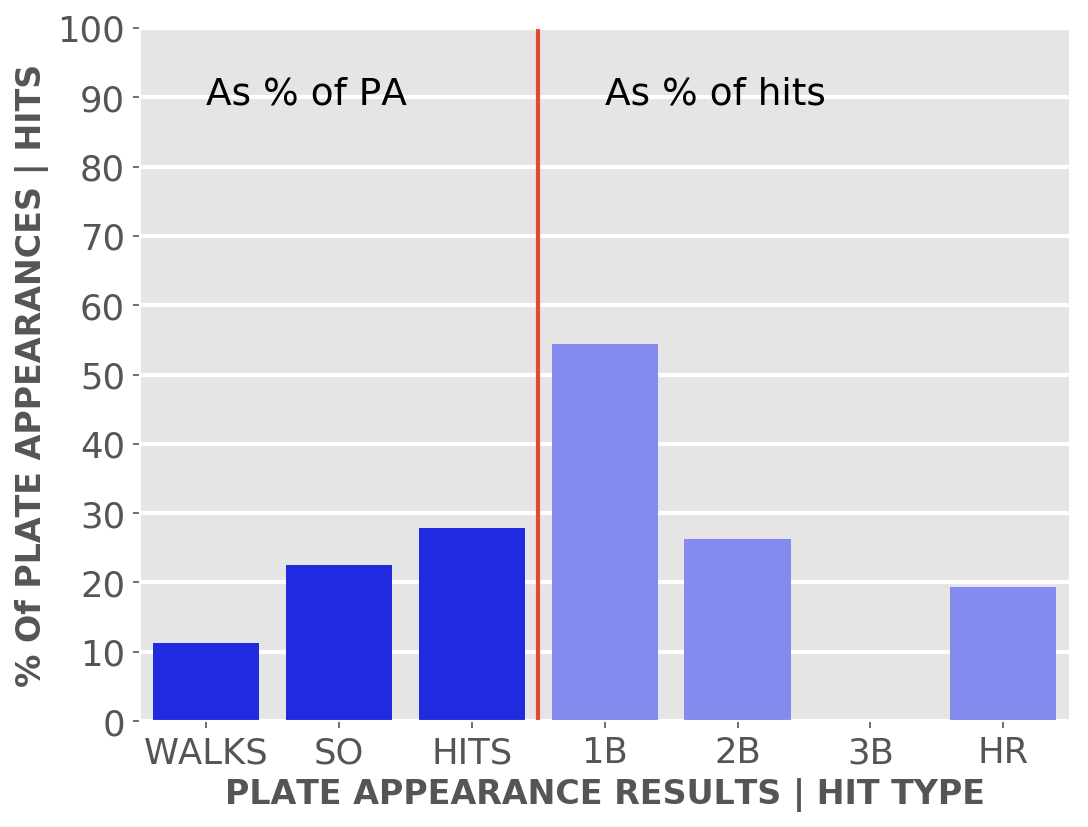 % Of PLATE APPEARANCES | HITS
100
90
80
70
60
50
40
30
20
10
0
As % of PA
As % of hits
WALKS SO HITS 1B 2B 3B HR
PLATE APPEARANCE RESULTS | HIT TYPE